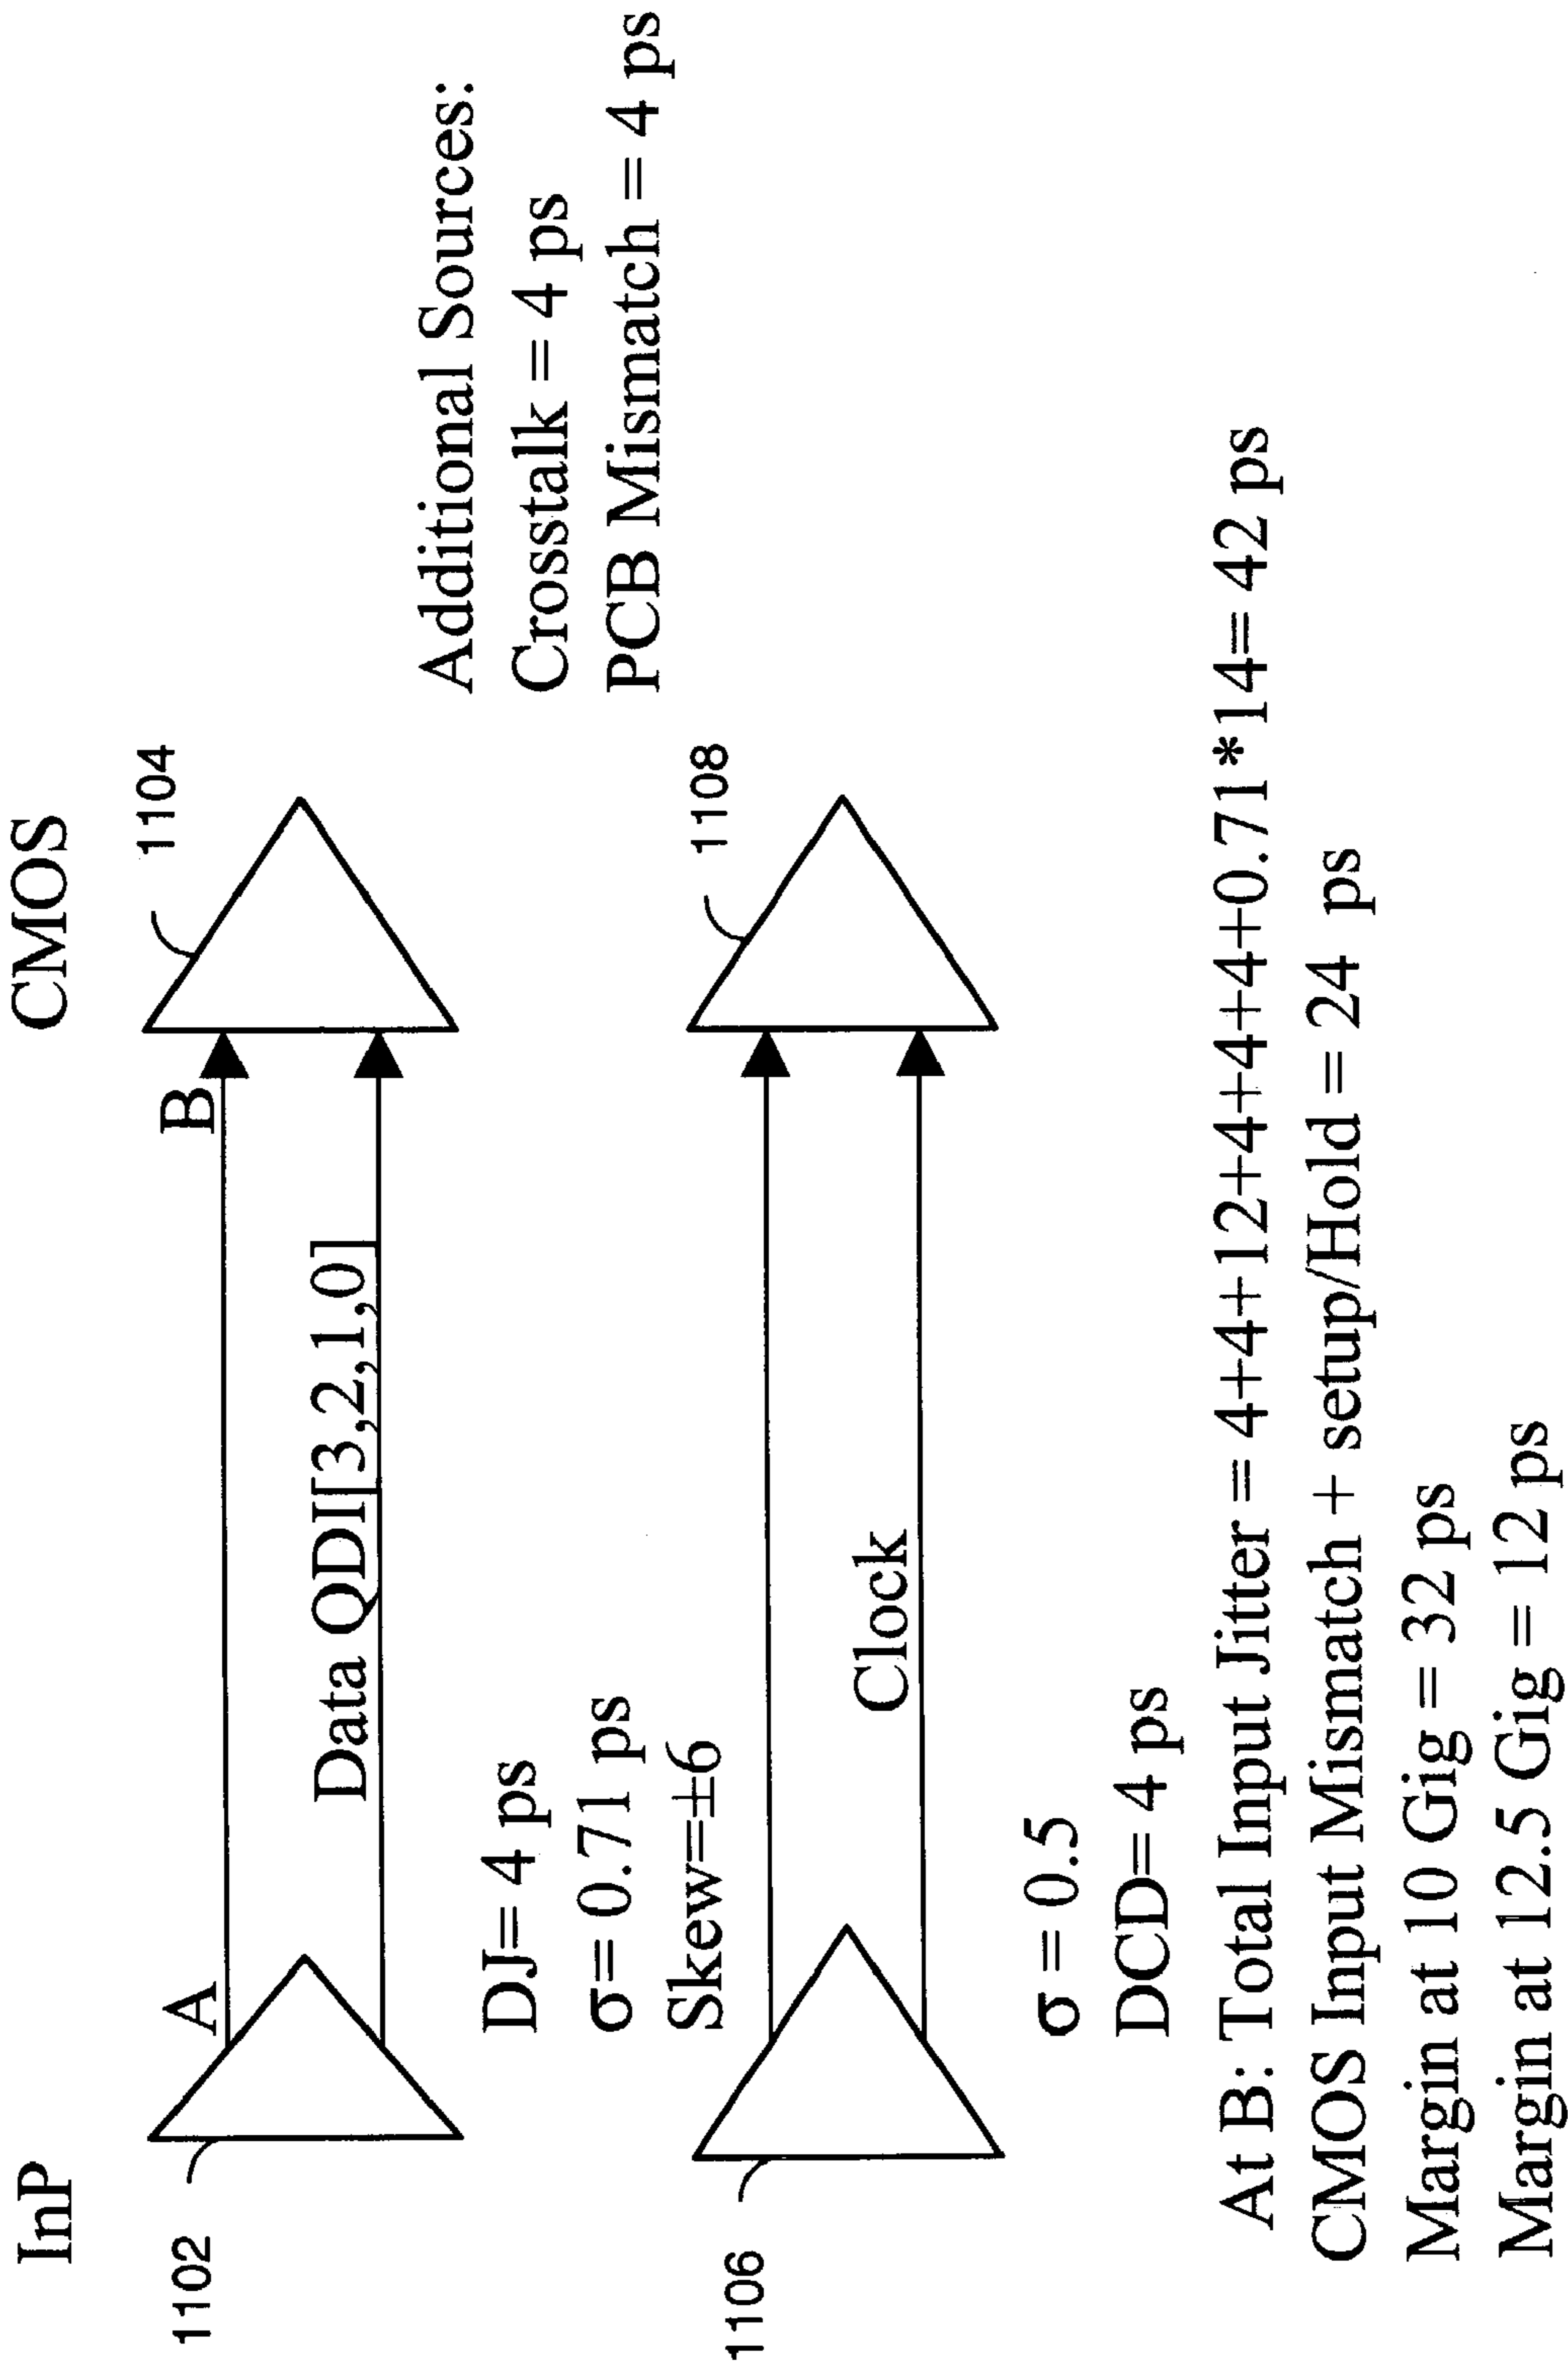 InP
CMOS
1102
A
B
1104
Data QDI[3,2,1,0]
DJ= 4 ps
σ= 0.71 ps
Skew=±6
Additional Sources:
Crosstalk = 4 ps
PCB Mismatch = 4 ps
1106
1108
Clock
σ = 0.5
DCD= 4 ps
At B: Total Input Jitter = 4+4+12+4+4+4+0.71*14= 42 ps
CMOS Input Mismatch + setup/Hold = 24 ps
Margin at 10 Gig = 32 ps
Margin at 12.5 Gig = 12 ps